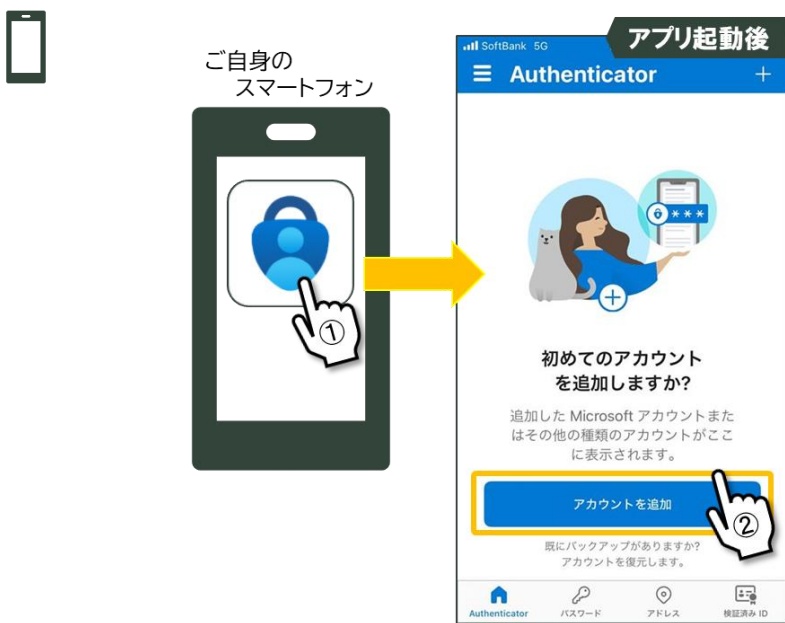 ご自身の
スマートフォン
①
アプリ起動後
SoftBank 5G
Authenticator
***
初めてのアカウント
を追加しますか?
追加した Microsoft アカウントまた
はその他の種類のアカウントがここ
に表示されます。
アカウントを追加
②
既にバックアップがありますか?
アカウントを復元します。
Authenticator パスワード アドレス 検証済み ID